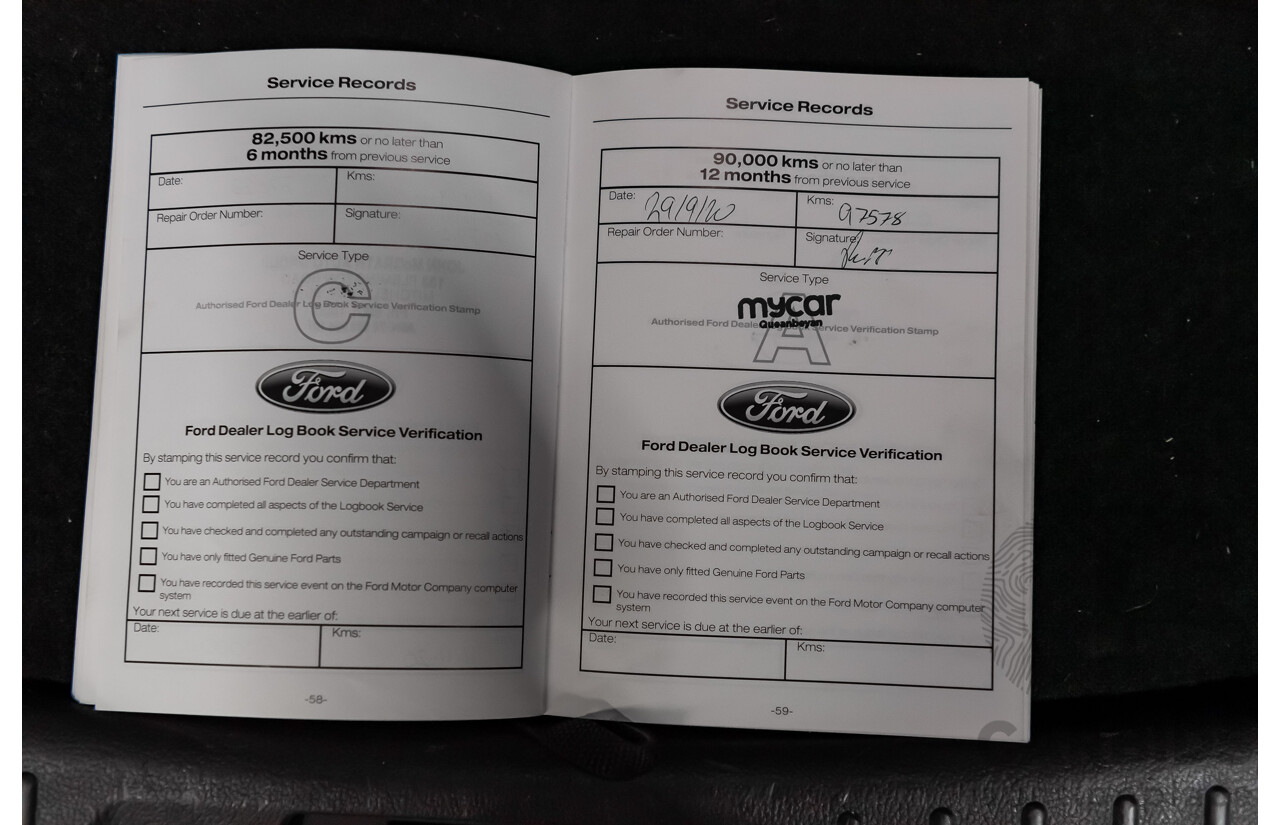 Service Records
82,500 kms or no later than
6 months from previous service
Date:
Kms:
Repair Order Number:
Signature:
Service Type
C
Authorised Ford Dealer Log Book Service Verification Stamp
Ford
Ford Dealer Log Book Service Verification
By stamping this service record you confirm that:
You are an Authorised Ford Dealer Service Department
You have completed all aspects of the Logbook Service
You have checked and completed any outstanding campaign or recall actions
You have only fitted Genuine Ford Parts
You have recorded this service event on the Ford Motor Company computer
system
Your next service is due at the earlier of:
Date:
Kms:
-58-
Service Records
90,000 kms or no later than
12 months from previous service
Date: 29/9/20
Kms: 97578
Repair Order Number:
Signature:
Service Type
mycar
Queanbeyan
Authorised Ford Dealer Service Verification Stamp
A
Ford
Ford Dealer Log Book Service Verification
By stamping this service record you confirm that:
You are an Authorised Ford Dealer Service Department
You have completed all aspects of the Logbook Service
You have checked and completed any outstanding campaign or recall actions
You have only fitted Genuine Ford Parts
You have recorded this service event on the Ford Motor Company computer
system
Your next service is due at the earlier of:
Date:
Kms:
-59-